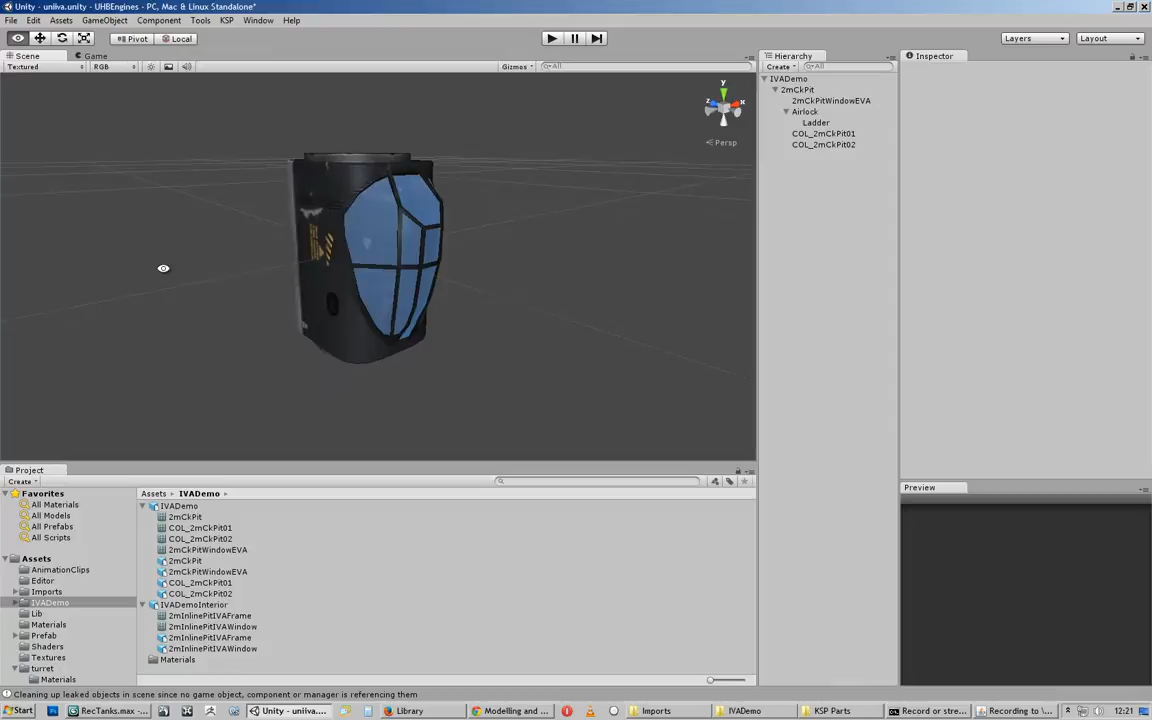 Unity - uniiva.unity - UHBEngines - PC, Mac & Linux Standalone*
File Edit Assets GameObject Component Tools KSP Window Help
Pivot Local Layers Layout
Scene Game Hierarchy Inspector
Textured RGB Gizmos All Create All
IVADemo
2mCkPit
2mCkPitWindowEVA
Airlock
Ladder
COL_2mCkPit01
COL_2mCkPit02
y
z x
Persp
Project
Create
Favorites
All Materials
All Models
All Prefabs
All Scripts
Assets
AnimationClips
Editor
Imports
IVADemo
Lib
Materials
Prefab
Shaders
Textures
turret
Materials
Assets IVADemo
IVADemo
2mCkPit
COL_2mCkPit01
COL_2mCkPit02
2mCkPitWindowEVA
2mCkPit
2mCkPitWindowEVA
COL_2mCkPit01
COL_2mCkPit02
IVADemoInterior
2mInlinePitIVAFrame
2mInlinePitIVAWindow
2mInlinePitIVAFrame
2mInlinePitIVAWindow
Materials
Preview
Cleaning up leaked objects in scene since no game object, component or manager is referencing them
Start RecTanks.max -... Unity - uniiva.... Library Modelling and ... Imports IVADemo KSP Parts Record or stre... Recording to \... 12:21